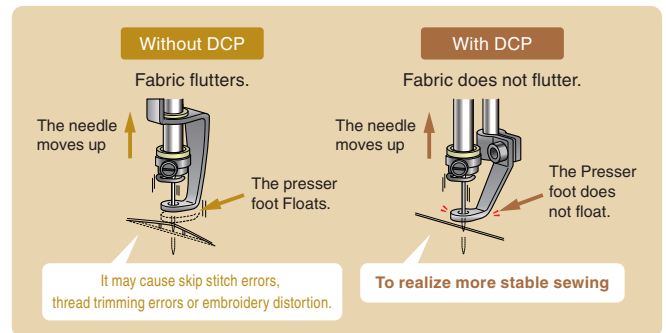 Without DCP
Fabric flutters.
The needle
moves up
The presser
foot Floats.
It may cause skip stitch errors,
thread trimming errors or embroidery distortion.
With DCP
Fabric does not flutter.
The needle
moves up
The Presser
foot does
not float.
To realize more stable sewing